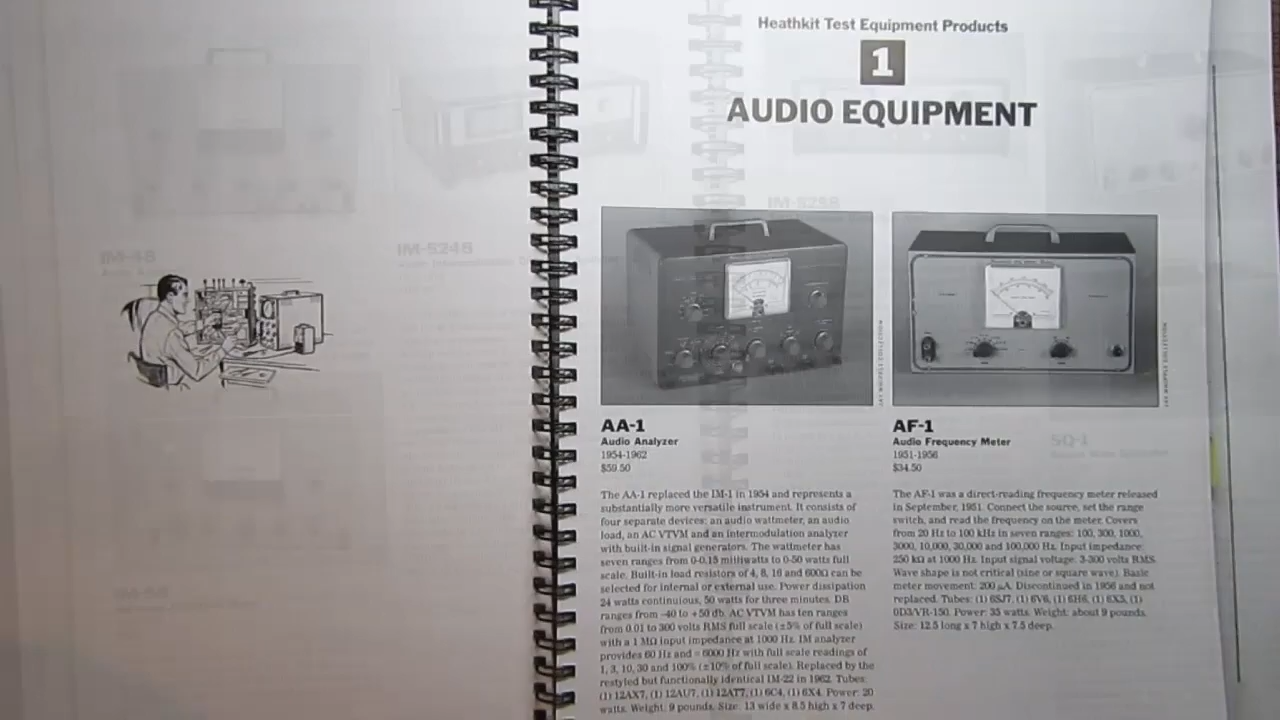 Heathkit Test Equipment Products
1
AUDIO EQUIPMENT
AA-1
Audio Analyzer
1954-1962
$59.50
The AA-1 replaced the IM-1 in 1954 and represents a
substantially more versatile instrument. It consists of
four separate devices: an audio wattmeter, an audio
load, an AC VTVM and an intermodulation analyzer
with built-in signal generators. The wattmeter has
seven ranges from 0-0.15 milliwatts to 0-50 watts full
scale. Built-in load resistors of 4, 8, 16 and 600Ω can be
selected for internal or external use. Power dissipation
24 watts continuious, 50 watts for three minutes. DB
ranges from -40 to +50 db. AC VTVM has ten ranges
from 0.01 to 300 volts RMS full scale (±5% of full scale)
with a 1 MΩ input impedance at 1000 Hz. IM analyzer
provides 60 Hz and 6000 Hz with full scale readings of
1, 3, 10, 30 and 100% (±10% of full scale). Replaced by the
restyled but functionally identical IM-22 in 1962. Tubes:
(1) 12AX7, (1) 12AU7, (1) 12AT7, (1) 6C4, (1) 6X4. Power: 20
watts. Weight: 9 pounds. Size: 13 wide x 8.5 high x 7 deep.
AF-1
Audio Frequency Meter
1951-1956
$34.50
The AF-1 was a direct-reading frequency meter released
in September, 1951. Connect the source, set the range
switch, and read the frequency on the meter. Covers
from 20 Hz to 100 kHz in seven ranges: 100, 300, 1000,
3000, 10,000, 30,000 and 100,000 Hz. Input impedance:
250 kΩ at 1000 Hz. Input signal voltage: 3-300 volts RMS.
Wave shape is not critical (sine or square wave). Basic
meter movement: 200 µA. Discontinued in 1956 and not
replaced. Tubes: (1) 6SJ7, (1) 6V6, (1) 6H6, (1) 6X5, (1)
0D3/VR-150. Power: 35 watts. Weight: about 9 pounds.
Size: 12.5 long x 7 high x 7.5 deep.
IM-48
IM-5248
IM-5258
SQ-1